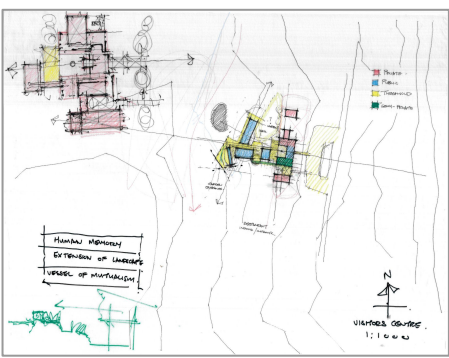 PRIVATE
PUBLIC
THRESHOLD
SEMI-PRIVATE
HUMAN MEMORY
EXTENSION OF LANDSCAPE
VESSEL OF MUTUALISM.
N
VISITORS CENTRE.
1:1000